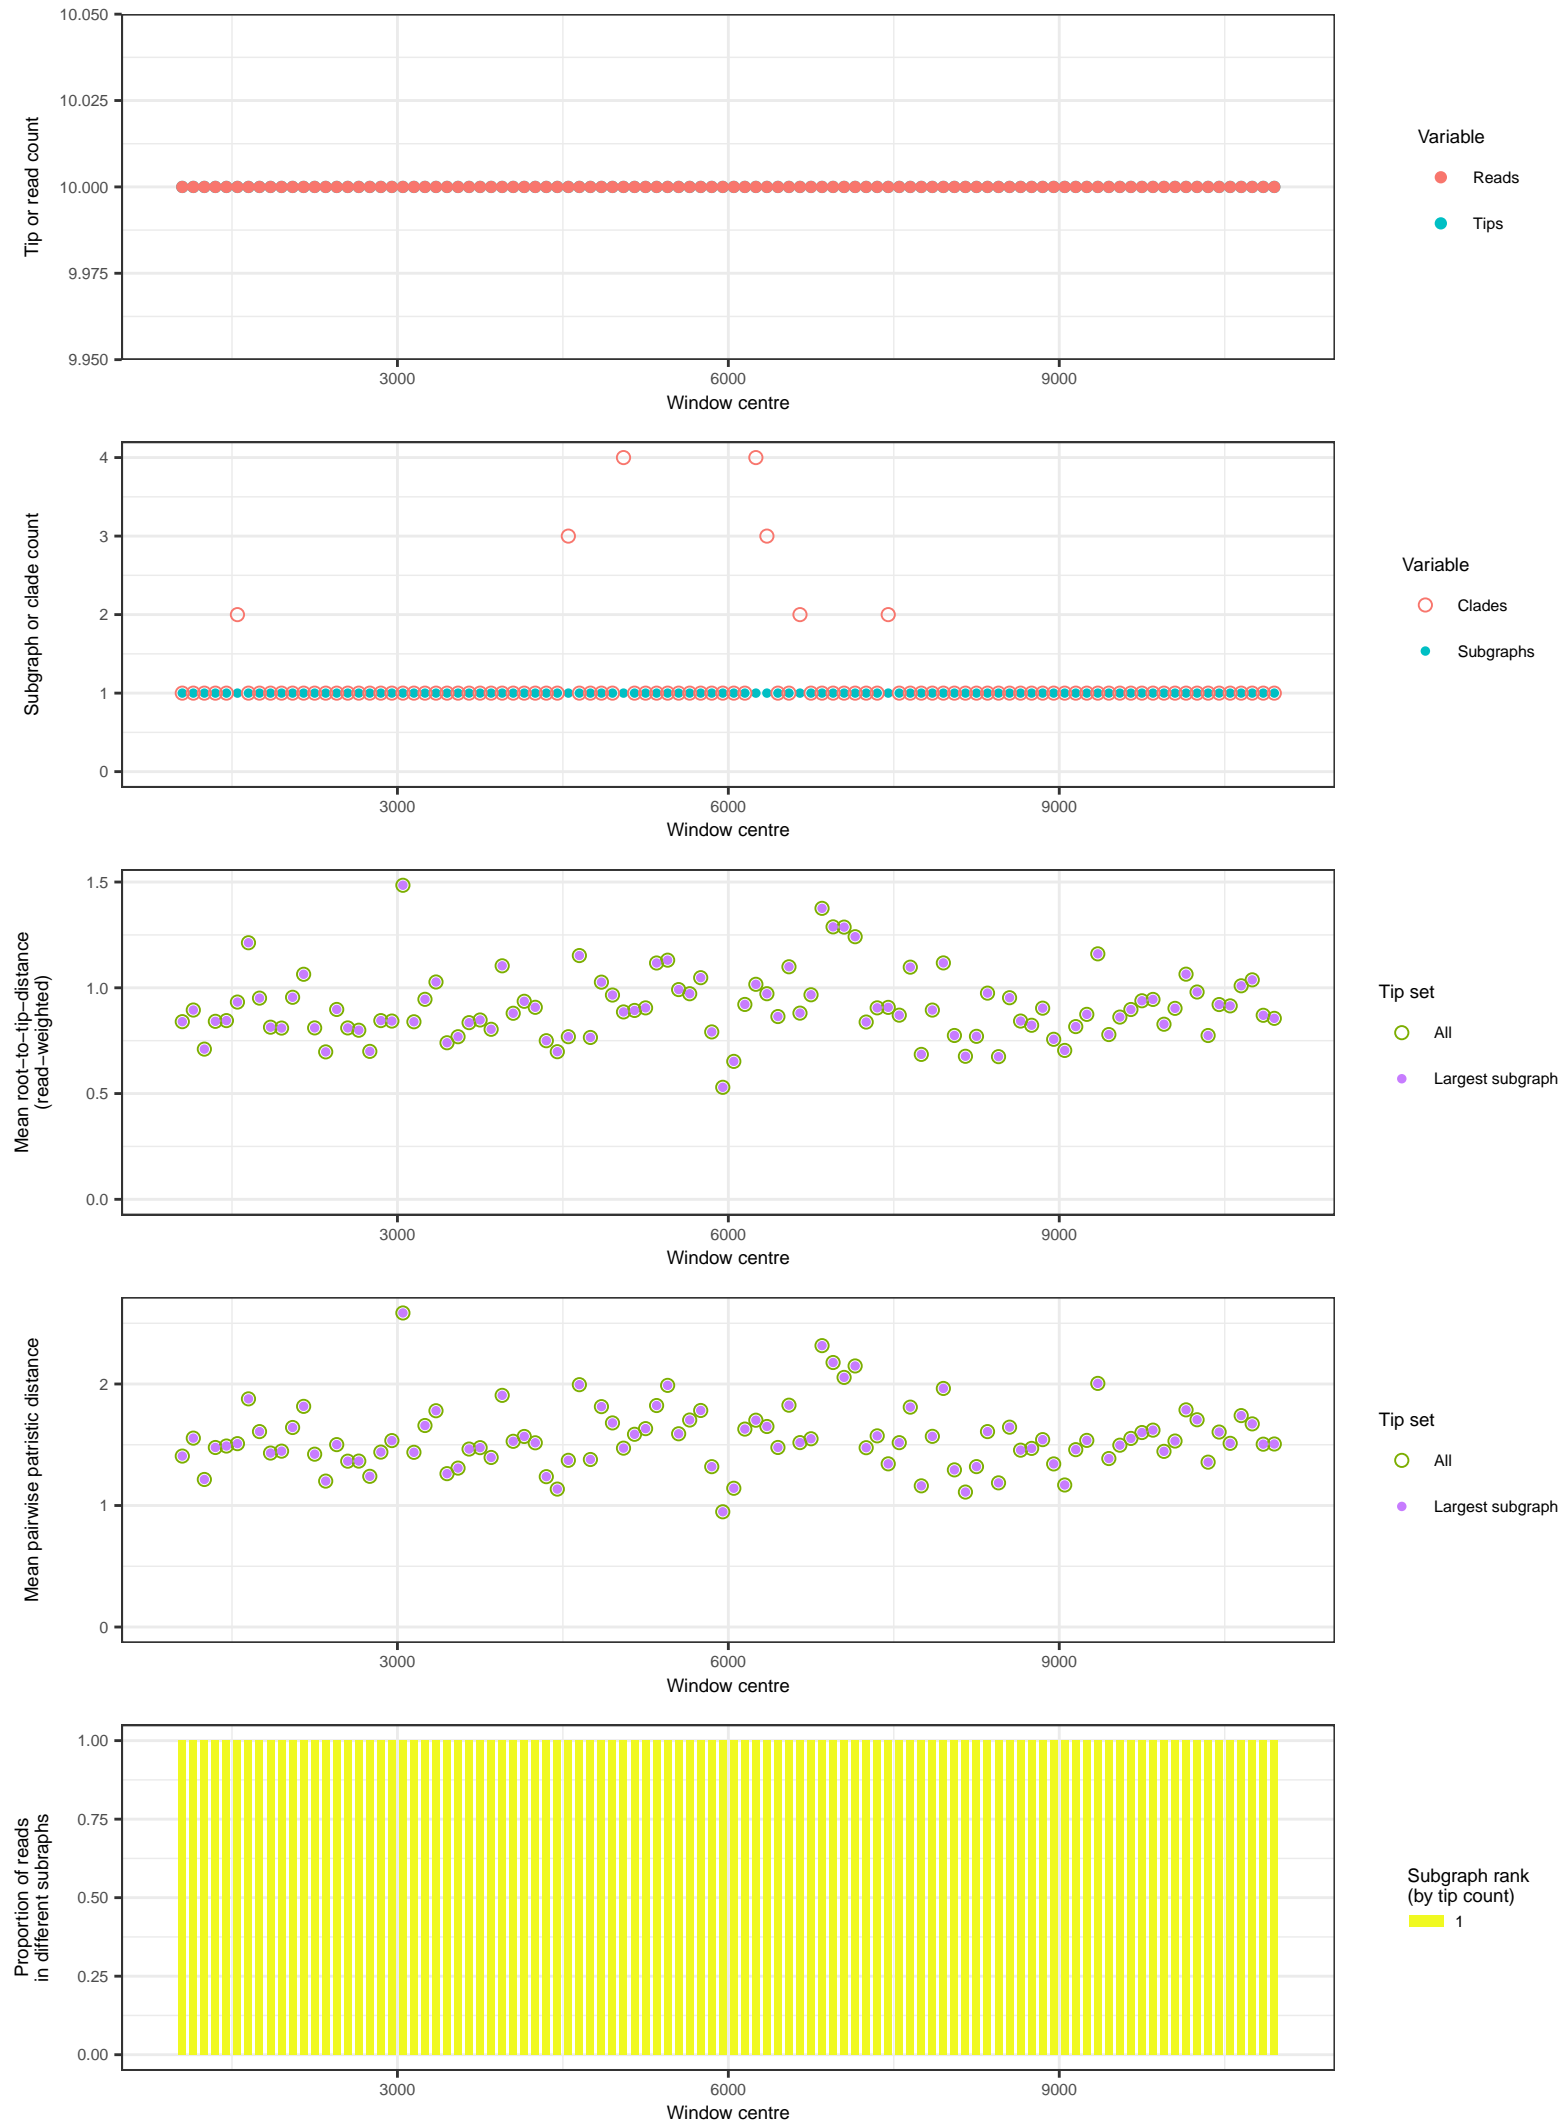 10.050
10.025
10.000
9.975
9.950
Tip or read count
3000
6000
9000
Window centre
Variable
Reads
Tips
4
3
2
1
0
Subgraph or clade count
3000
6000
9000
Window centre
Variable
Clades
Subgraphs
1.5
1.0
0.5
0.0
Mean root−to−tip−distance
(read−weighted)
3000
6000
9000
Window centre
Tip set
All
Largest subgraph
2
1
0
Mean pairwise patristic distance
3000
6000
9000
Window centre
Tip set
All
Largest subgraph
1.00
0.75
0.50
0.25
0.00
Proportion of reads
in different subraphs
3000
6000
9000
Window centre
Subgraph rank
(by tip count)
1